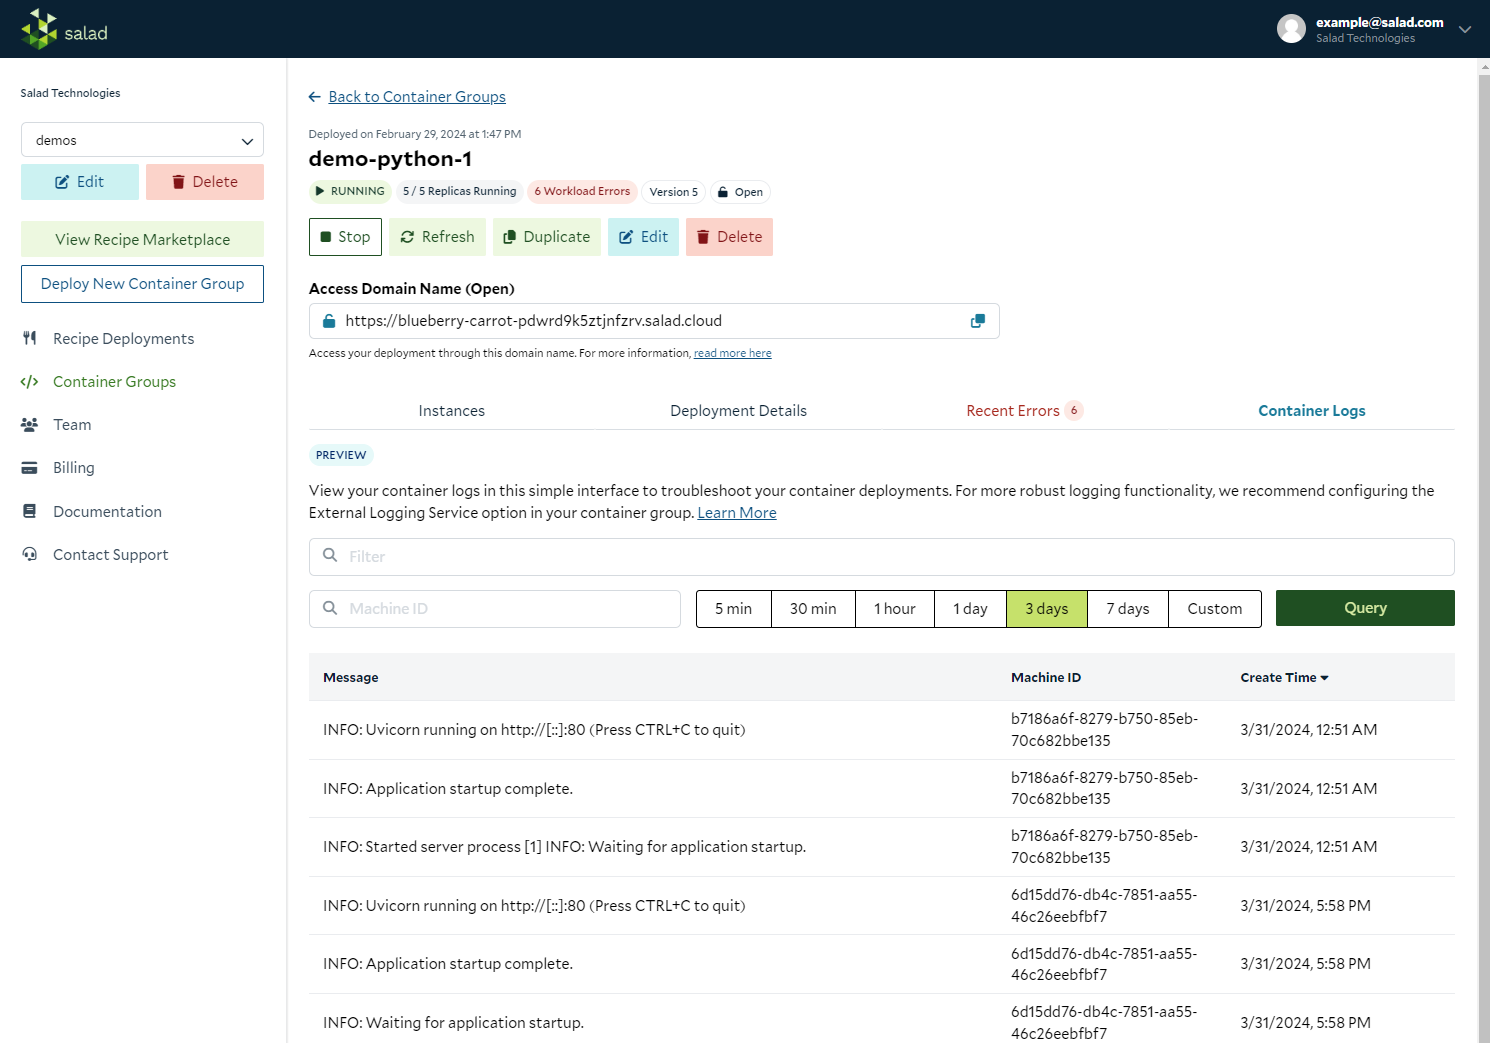 salad
example@salad.com
Salad Technologies
Salad Technologies
demos
Edit
Delete
View Recipe Marketplace
Deploy New Container Group
Recipe Deployments
Container Groups
Team
Billing
Documentation
Contact Support
Back to Container Groups
Deployed on February 29, 2024 at 1:47 PM
demo-python-1
RUNNING 5 / 5 Replicas Running 6 Workload Errors Version 5 Open
Stop Refresh Duplicate Edit Delete
Access Domain Name (Open)
https://blueberry-carrot-pdwrd9k5ztjnfzrv.salad.cloud
Access your deployment through this domain name. For more information, read more here
Instances Deployment Details Recent Errors 6 Container Logs
PREVIEW
View your container logs in this simple interface to troubleshoot your container deployments. For more robust logging functionality, we recommend configuring the
External Logging Service option in your container group. Learn More
Filter
Machine ID 5 min 30 min 1 hour 1 day 3 days 7 days Custom Query
Message Machine ID Create Time
INFO: Uvicorn running on http://[::]:80 (Press CTRL+C to quit) b7186a6f-8279-b750-85eb-
70c682bbe135 3/31/2024, 12:51 AM
INFO: Application startup complete. b7186a6f-8279-b750-85eb-
70c682bbe135 3/31/2024, 12:51 AM
INFO: Started server process [1] INFO: Waiting for application startup. b7186a6f-8279-b750-85eb-
70c682bbe135 3/31/2024, 12:51 AM
INFO: Uvicorn running on http://[::]:80 (Press CTRL+C to quit) 6d15dd76-db4c-7851-aa55-
46c26eebfbf7 3/31/2024, 5:58 PM
INFO: Application startup complete. 6d15dd76-db4c-7851-aa55-
46c26eebfbf7 3/31/2024, 5:58 PM
INFO: Waiting for application startup. 6d15dd76-db4c-7851-aa55-
46c26eebfbf7 3/31/2024, 5:58 PM